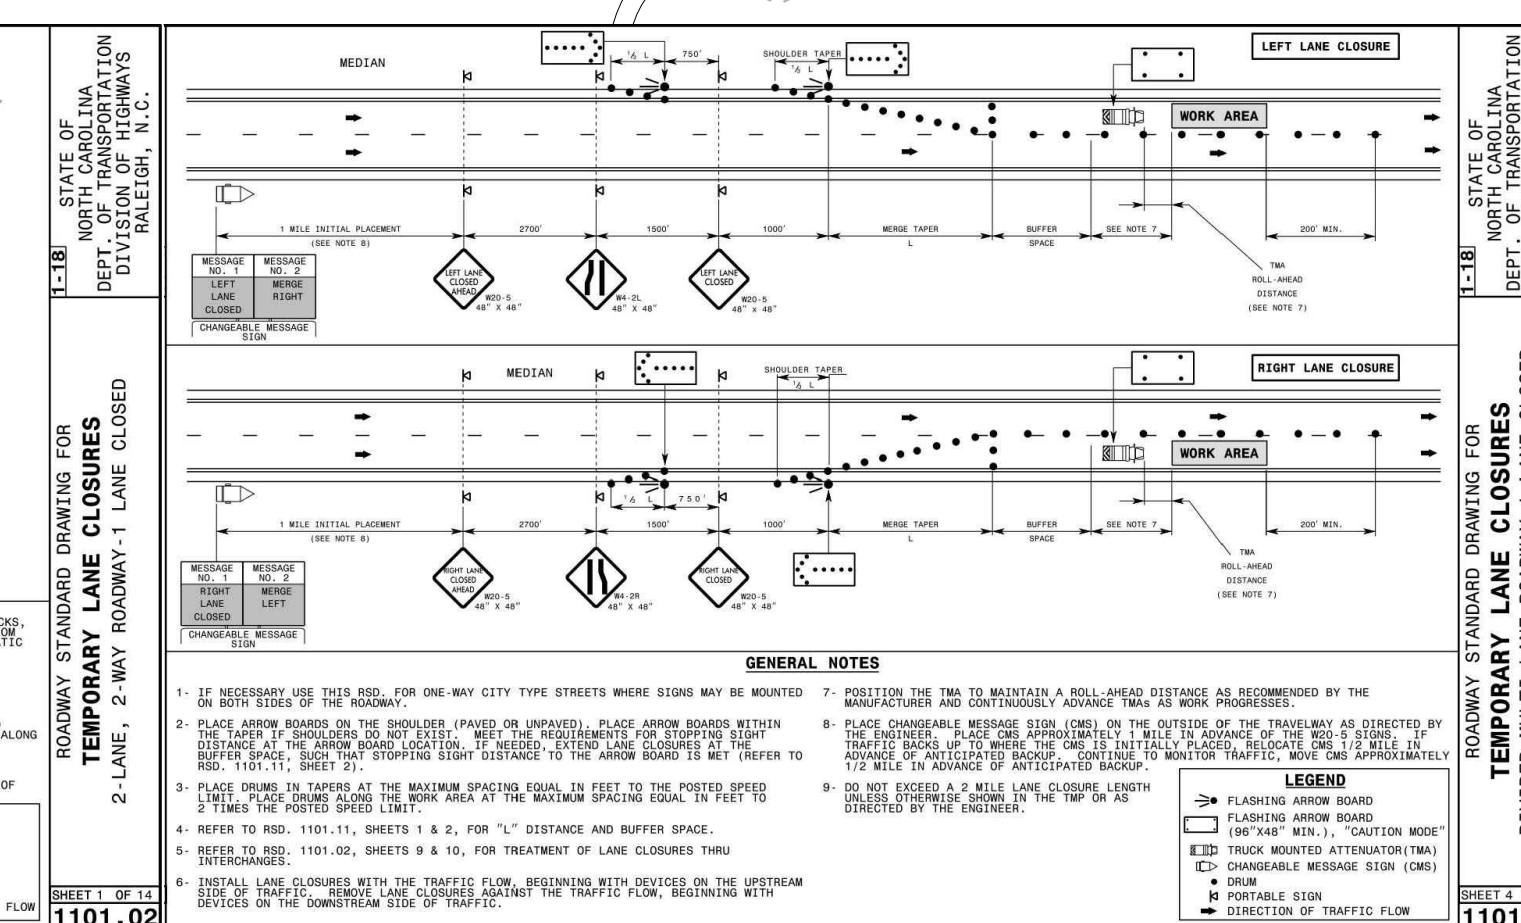 CKS,
OM
TIC
ALONG
OF
FLOW
1-18
STATE OF
NORTH CAROLINA
DEPT. OF TRANSPORTATION
DIVISION OF HIGHWAYS
RALEIGH, N.C.
ROADWAY STANDARD DRAWING FOR
TEMPORARY LANE CLOSURES
2-LANE, 2-WAY ROADWAY-1 LANE CLOSED
SHEET 1 OF 14
1101.02
LEFT LANE CLOSURE
MEDIAN
½ L
750'
SHOULDER TAPER
⅓ L
WORK AREA
1 MILE INITIAL PLACEMENT
(SEE NOTE 8)
2700'
1500'
1000'
MERGE TAPER
L
BUFFER
SPACE
SEE NOTE 7
200' MIN.
TMA
ROLL-AHEAD
DISTANCE
(SEE NOTE 7)
MESSAGE
NO. 1
MESSAGE
NO. 2
LEFT
LANE
CLOSED
MERGE
RIGHT
CHANGEABLE MESSAGE
SIGN
LEFT LANE
CLOSED
AHEAD
W20-5
48" X 48"
W4-2L
48" X 48"
LEFT LANE
CLOSED
W20-5
48" X 48"
RIGHT LANE CLOSURE
MEDIAN
SHOULDER TAPER
⅓ L
WORK AREA
½ L
750'
1 MILE INITIAL PLACEMENT
(SEE NOTE 8)
2700'
1500'
1000'
MERGE TAPER
L
BUFFER
SPACE
SEE NOTE 7
200' MIN.
TMA
ROLL-AHEAD
DISTANCE
(SEE NOTE 7)
MESSAGE
NO. 1
MESSAGE
NO. 2
RIGHT
LANE
CLOSED
MERGE
LEFT
CHANGEABLE MESSAGE
SIGN
RIGHT LANE
CLOSED
AHEAD
W20-5
48" X 48"
W4-2R
48" X 48"
RIGHT LANE
CLOSED
W20-5
48" X 48"
GENERAL NOTES
1- IF NECESSARY USE THIS RSD. FOR ONE-WAY CITY TYPE STREETS WHERE SIGNS MAY BE MOUNTED
ON BOTH SIDES OF THE ROADWAY.
2- PLACE ARROW BOARDS ON THE SHOULDER (PAVED OR UNPAVED). PLACE ARROW BOARDS WITHIN
THE TAPER IF SHOULDERS DO NOT EXIST. MEET THE REQUIREMENTS FOR STOPPING SIGHT
DISTANCE AT THE ARROW BOARD LOCATION. IF NEEDED, EXTEND LANE CLOSURES AT THE
BUFFER SPACE, SUCH THAT STOPPING SIGHT DISTANCE TO THE ARROW BOARD IS MET (REFER TO
RSD. 1101.11, SHEET 2).
3- PLACE DRUMS IN TAPERS AT THE MAXIMUM SPACING EQUAL IN FEET TO THE POSTED SPEED
LIMIT. PLACE DRUMS ALONG THE WORK AREA AT THE MAXIMUM SPACING EQUAL IN FEET TO
2 TIMES THE POSTED SPEED LIMIT.
4- REFER TO RSD. 1101.11, SHEETS 1 & 2, FOR "L" DISTANCE AND BUFFER SPACE.
5- REFER TO RSD. 1101.02, SHEETS 9 & 10, FOR TREATMENT OF LANE CLOSURES THRU
INTERCHANGES.
6- INSTALL LANE CLOSURES WITH THE TRAFFIC FLOW, BEGINNING WITH DEVICES ON THE UPSTREAM
SIDE OF TRAFFIC. REMOVE LANE CLOSURES AGAINST THE TRAFFIC FLOW, BEGINNING WITH
DEVICES ON THE DOWNSTREAM SIDE OF TRAFFIC.
7- POSITION THE TMA TO MAINTAIN A ROLL-AHEAD DISTANCE AS RECOMMENDED BY THE
MANUFACTURER AND CONTINUOUSLY ADVANCE TMAs AS WORK PROGRESSES.
8- PLACE CHANGEABLE MESSAGE SIGN (CMS) ON THE OUTSIDE OF THE TRAVELWAY AS DIRECTED BY
THE ENGINEER. PLACE CMS APPROXIMATELY 1 MILE IN ADVANCE OF THE W20-5 SIGNS. IF
TRAFFIC BACKS UP TO WHERE THE CMS IS INITIALLY PLACED, RELOCATE CMS 1/2 MILE IN
ADVANCE OF ANTICIPATED BACKUP. CONTINUE TO MONITOR TRAFFIC, MOVE CMS APPROXIMATELY
1/2 MILE IN ADVANCE OF ANTICIPATED BACKUP.
9- DO NOT EXCEED A 2 MILE LANE CLOSURE LENGTH
UNLESS OTHERWISE SHOWN IN THE TMP OR AS
DIRECTED BY THE ENGINEER.
LEGEND
FLASHING ARROW BOARD
FLASHING ARROW BOARD
(96"X48" MIN.), "CAUTION MODE"
TRUCK MOUNTED ATTENUATOR(TMA)
CHANGEABLE MESSAGE SIGN (CMS)
DRUM
PORTABLE SIGN
DIRECTION OF TRAFFIC FLOW
1-18
STATE OF
NORTH CAROLINA
DEPT. OF TRANSPORTATION
ROADWAY STANDARD DRAWING FOR
TEMPORARY LANE CLOSURES
SHEET 4
1101